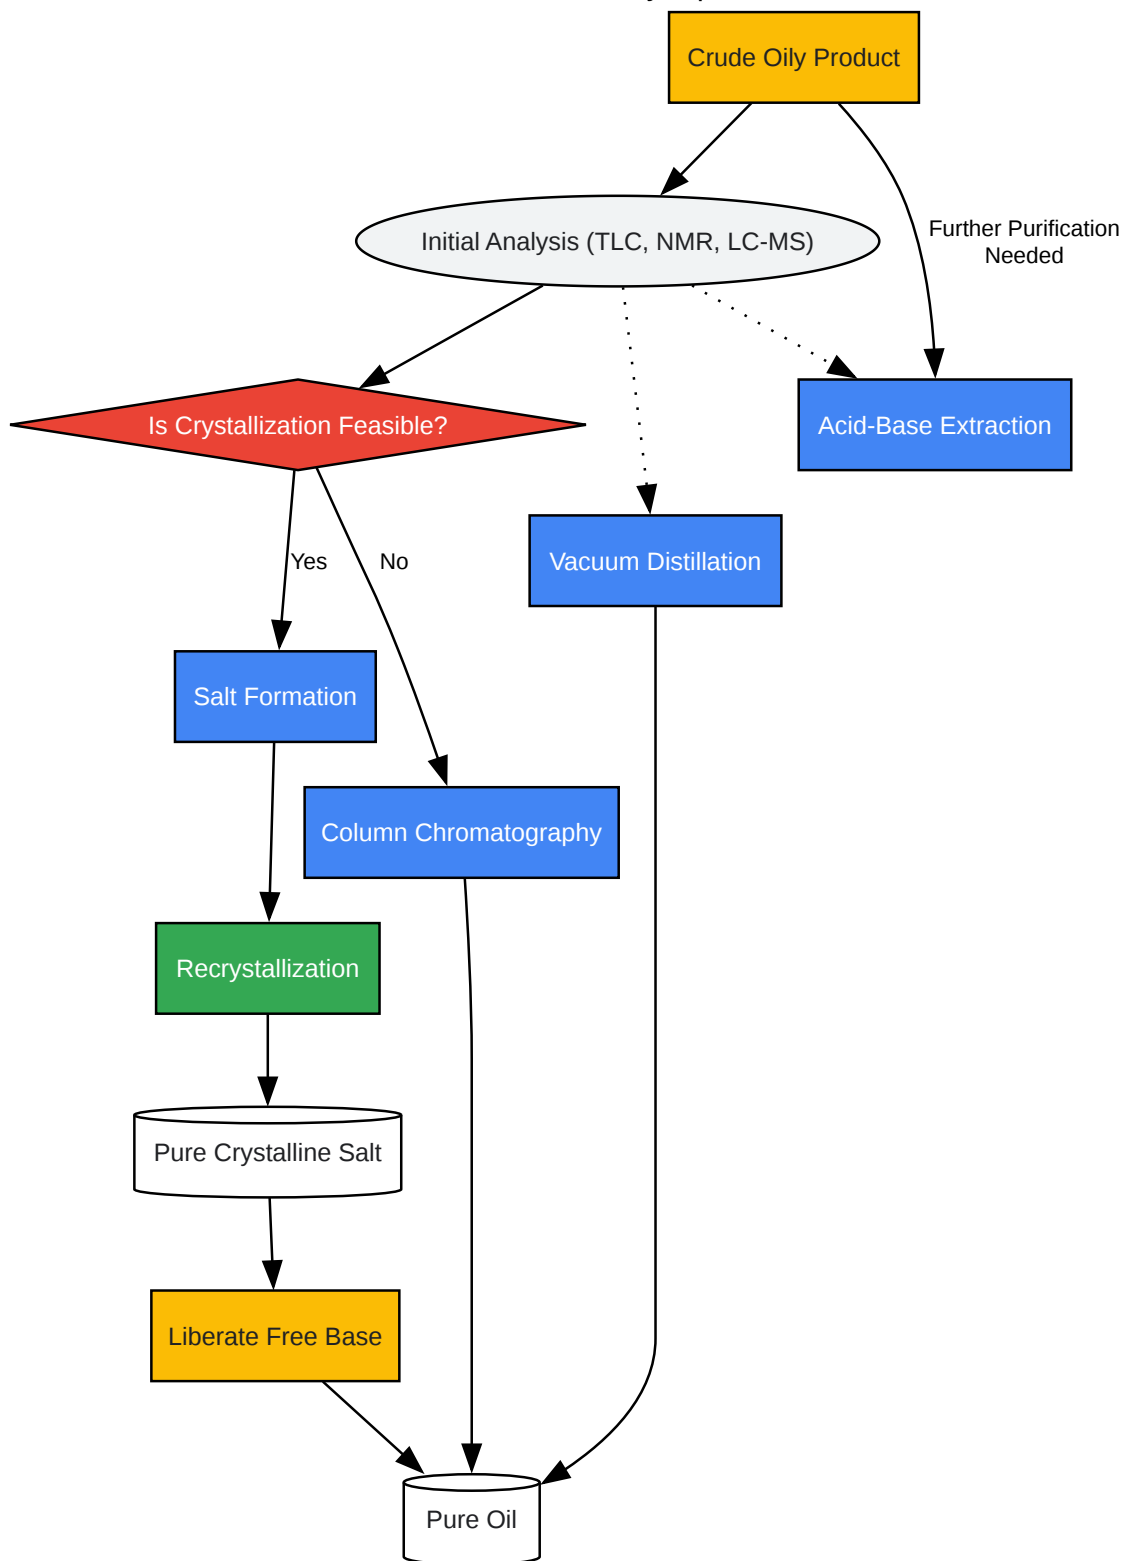 Crude Oily Product
Initial Analysis (TLC, NMR, LC-MS)
Further Purification
Needed
Is Crystallization Feasible?
Acid-Base Extraction
Yes
No
Vacuum Distillation
Salt Formation
Column Chromatography
Recrystallization
Pure Crystalline Salt
Liberate Free Base
Pure Oil